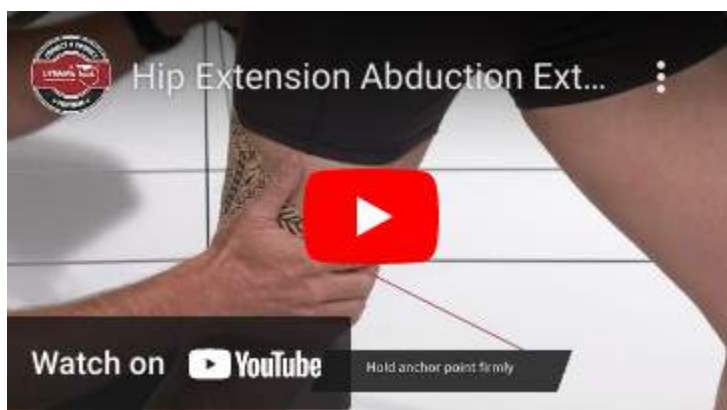 Hip Extension Abduction Ext...
Watch on YouTube
Hold anchor point firmly